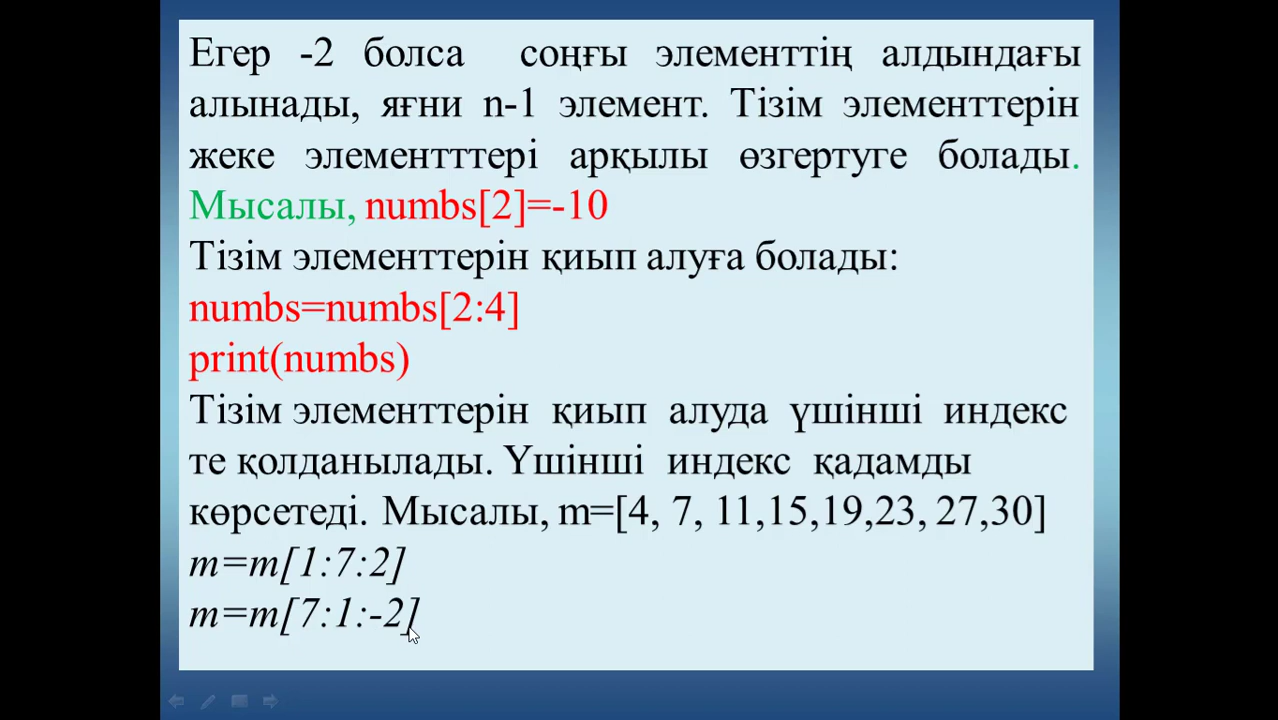 Егер -2 болса соңғы элементтің алдындағы
алынады, яғни n-1 элемент. Тізім элементтерін
жеке элементттері арқылы өзгертуге болады.
Мысалы, numbs[2]=-10
Тізім элементтерін қиып алуға болады:
numbs=numbs[2:4]
print(numbs)
Тізім элементтерін қиып алуда үшінші индекс
те қолданылады. Үшінші индекс қадамды
көрсетеді. Мысалы, m=[4, 7, 11,15,19,23, 27,30]
m=m[1:7:2]
m=m[7:1:-2]